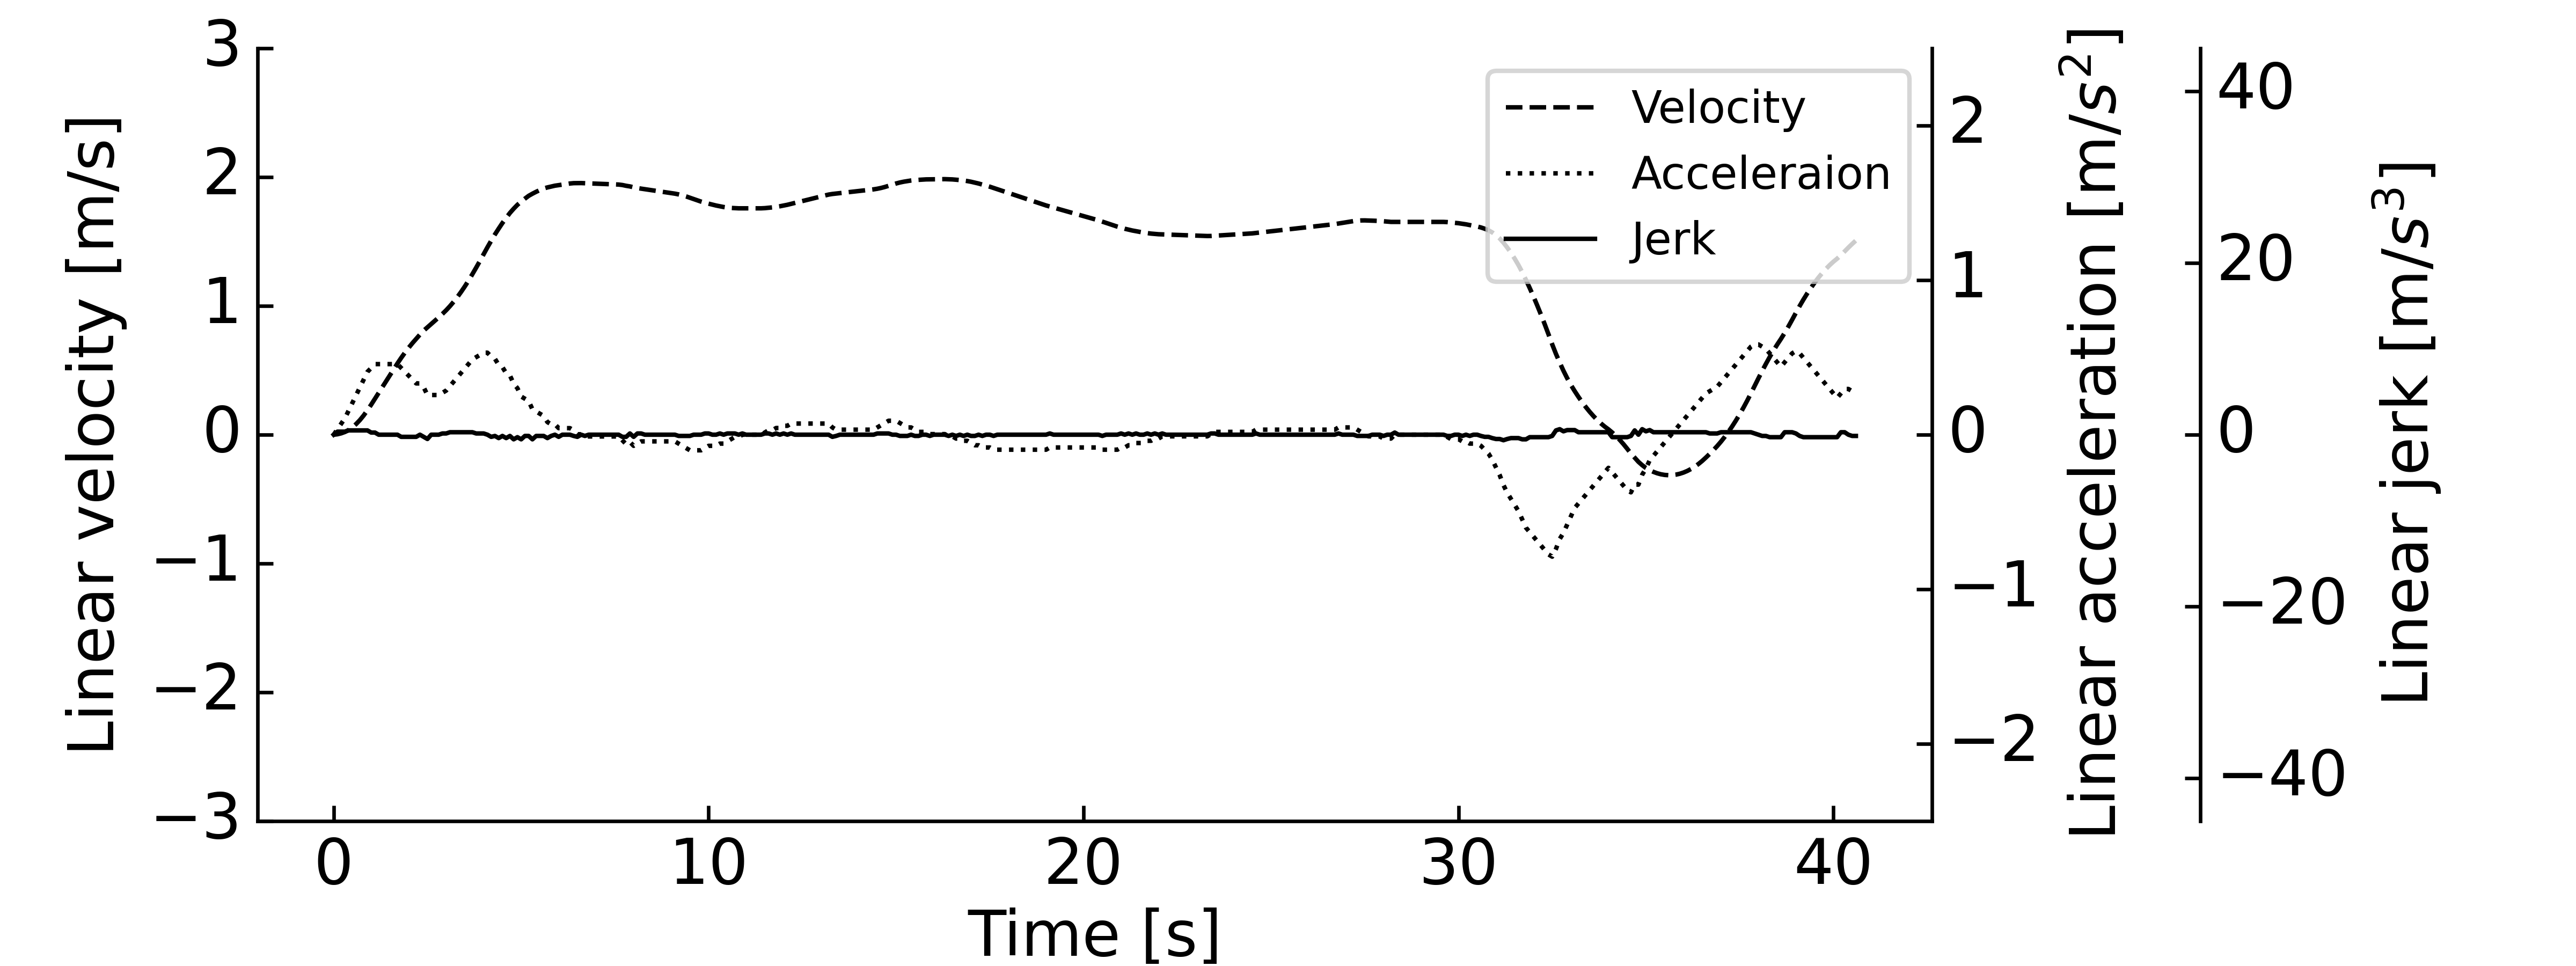 Linear velocity [m/s]
3
2
1
0
−1
−2
−3
0 10 20 30 40
Time [s]
Velocity
Acceleraion
Jerk
2
1
0
−1
−2
Linear acceleration [m/s²]
40
20
0
−20
−40
Linear jerk [m/s³]